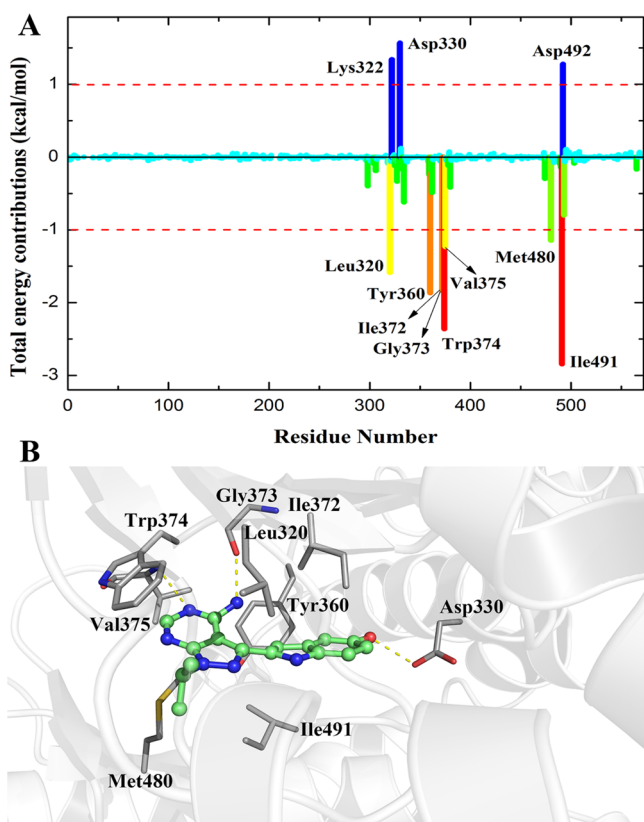 A
Total energy contributions (kcal/mol)
1
0
-1
-2
-3
Lys322
Asp330
Asp492
Leu320
Tyr360
Ile372
Gly373
Trp374
Val375
Met480
Ile491
0 100 200 300 400 500
Residue Number
B
Gly373
Ile372
Trp374
Leu320
Tyr360
Asp330
Val375
Ile491
Met480